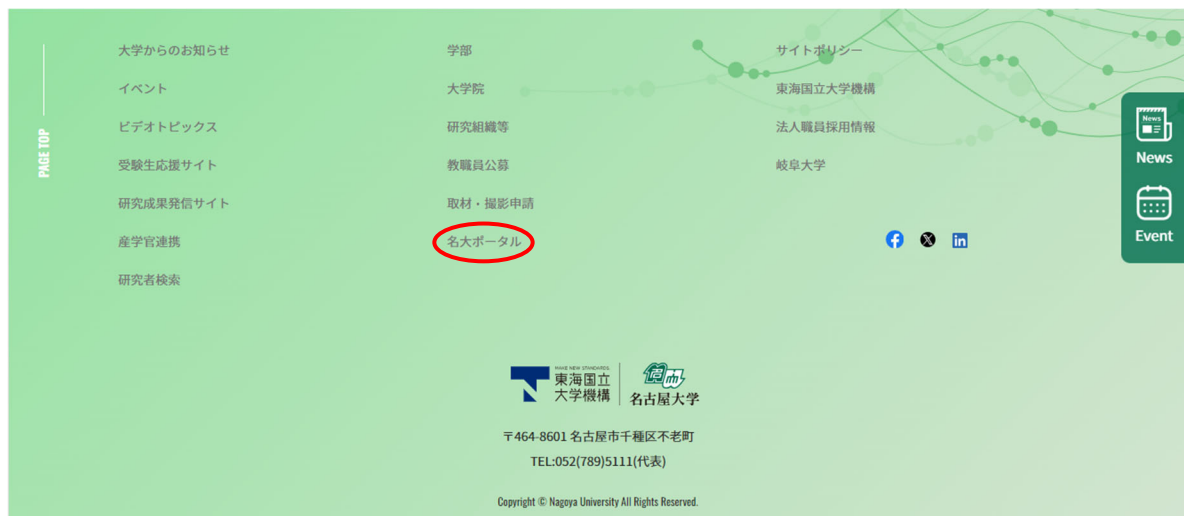 PAGE TOP
大学からのお知らせ
イベント
ビデオトピックス
受験生応援サイト
研究成果発信サイト
産学官連携
研究者検索
学部
大学院
研究組織等
教職員公募
取材・撮影申請
名大ポータル
サイトポリシー
東海国立大学機構
法人職員採用情報
岐阜大学
News
News
Event
MAKE NEW STANDARDS.
東海国立
大学機構
名古屋大学
〒464-8601 名古屋市千種区不老町
TEL:052(789)5111(代表)
Copyright © Nagoya University All Rights Reserved.